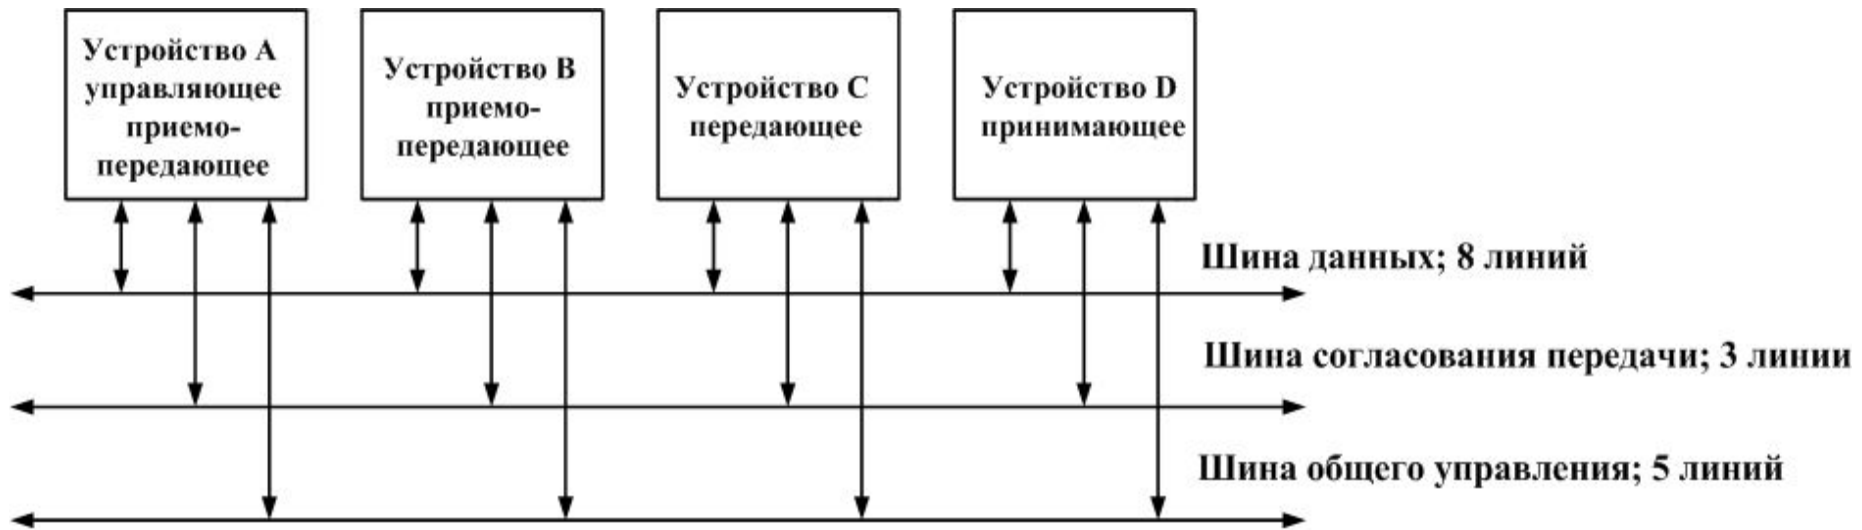 Устройство А
управляющее
приемо-
передающее
Устройство В
приемо-
передающее
Устройство С
передающее
Устройство D
принимающее
Шина данных; 8 линий
Шина согласования передачи; 3 линии
Шина общего управления; 5 линий